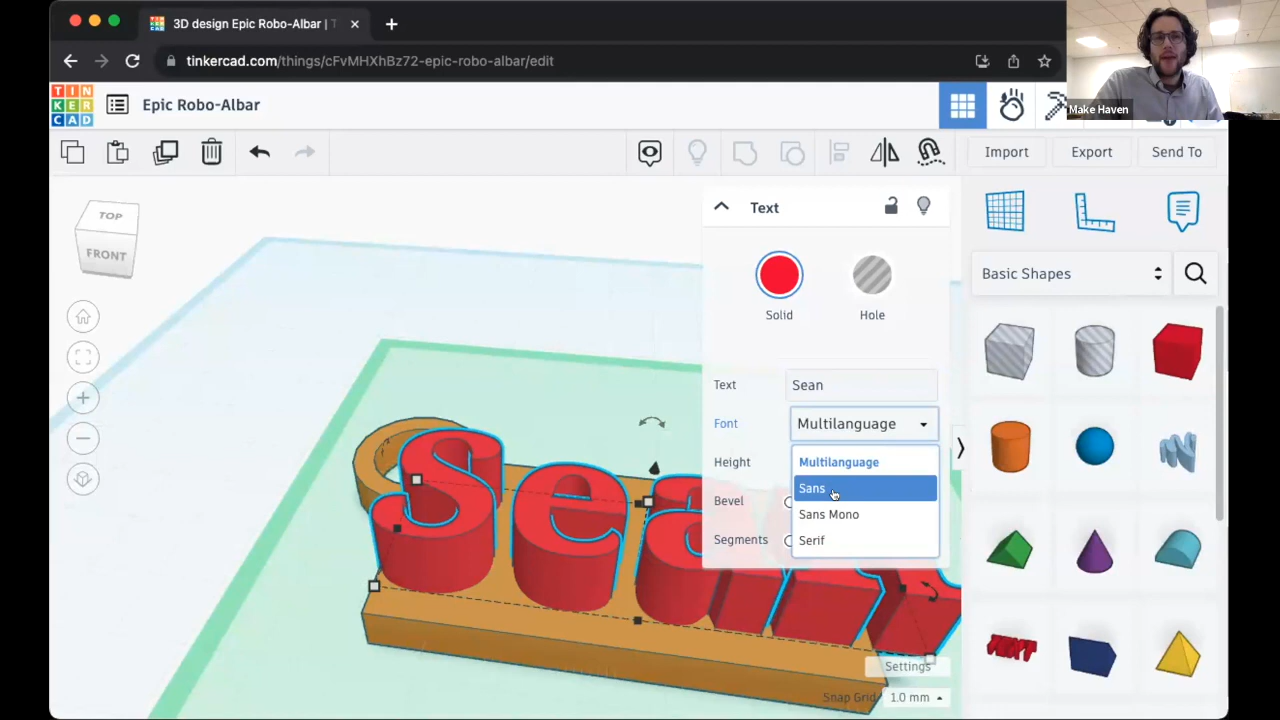 3D design Epic Robo-Albar | T
tinkercad.com/things/cFvMHXhBz72-epic-robo-albar/edit
Make Haven
TIN
KER
CAD
Epic Robo-Albar
Import
Export
Send To
TOP
FRONT
Text
Solid
Hole
Basic Shapes
Text
Sean
Font
Multilanguage
Height
Multilanguage
Sans
Bevel
Sans Mono
Segments
Serif
Sean
TEXT
Settings
Snap Grid
1.0 mm